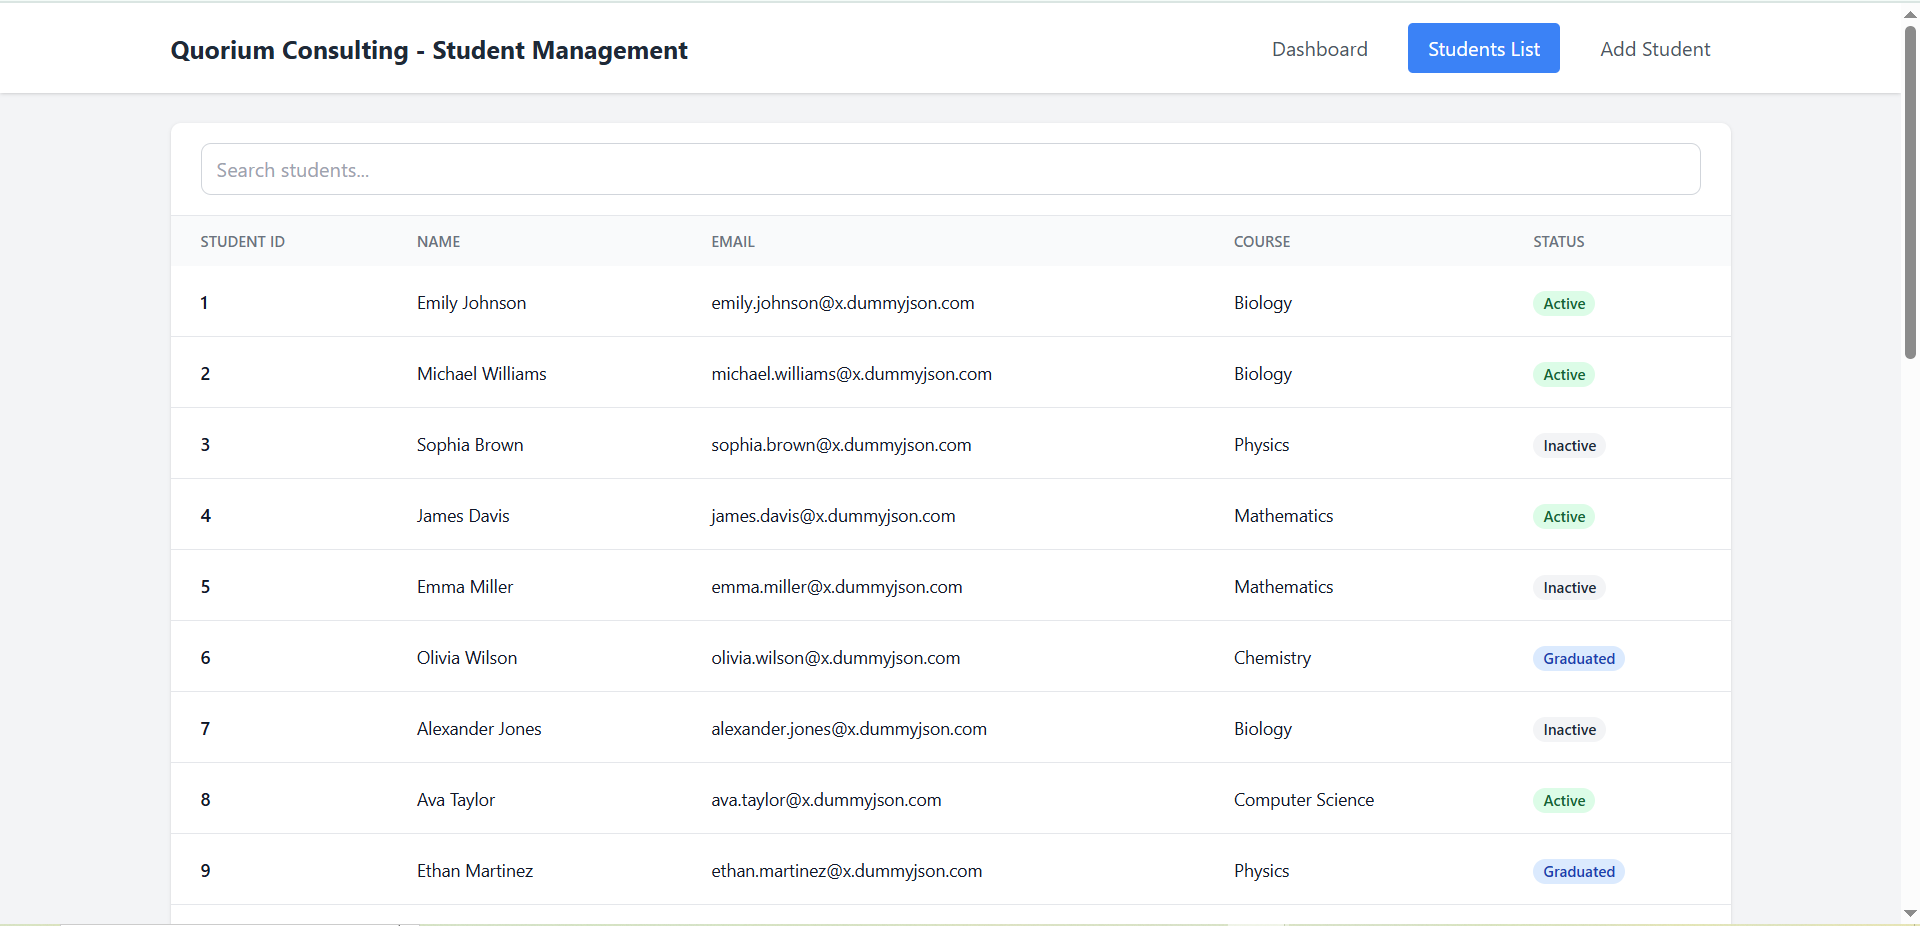 Quorium Consulting - Student Management Dashboard Students List Add Student
Search students...
STUDENT ID NAME EMAIL COURSE STATUS
1 Emily Johnson emily.johnson@x.dummyjson.com Biology Active
2 Michael Williams michael.williams@x.dummyjson.com Biology Active
3 Sophia Brown sophia.brown@x.dummyjson.com Physics Inactive
4 James Davis james.davis@x.dummyjson.com Mathematics Active
5 Emma Miller emma.miller@x.dummyjson.com Mathematics Inactive
6 Olivia Wilson olivia.wilson@x.dummyjson.com Chemistry Graduated
7 Alexander Jones alexander.jones@x.dummyjson.com Biology Inactive
8 Ava Taylor ava.taylor@x.dummyjson.com Computer Science Active
9 Ethan Martinez ethan.martinez@x.dummyjson.com Physics Graduated